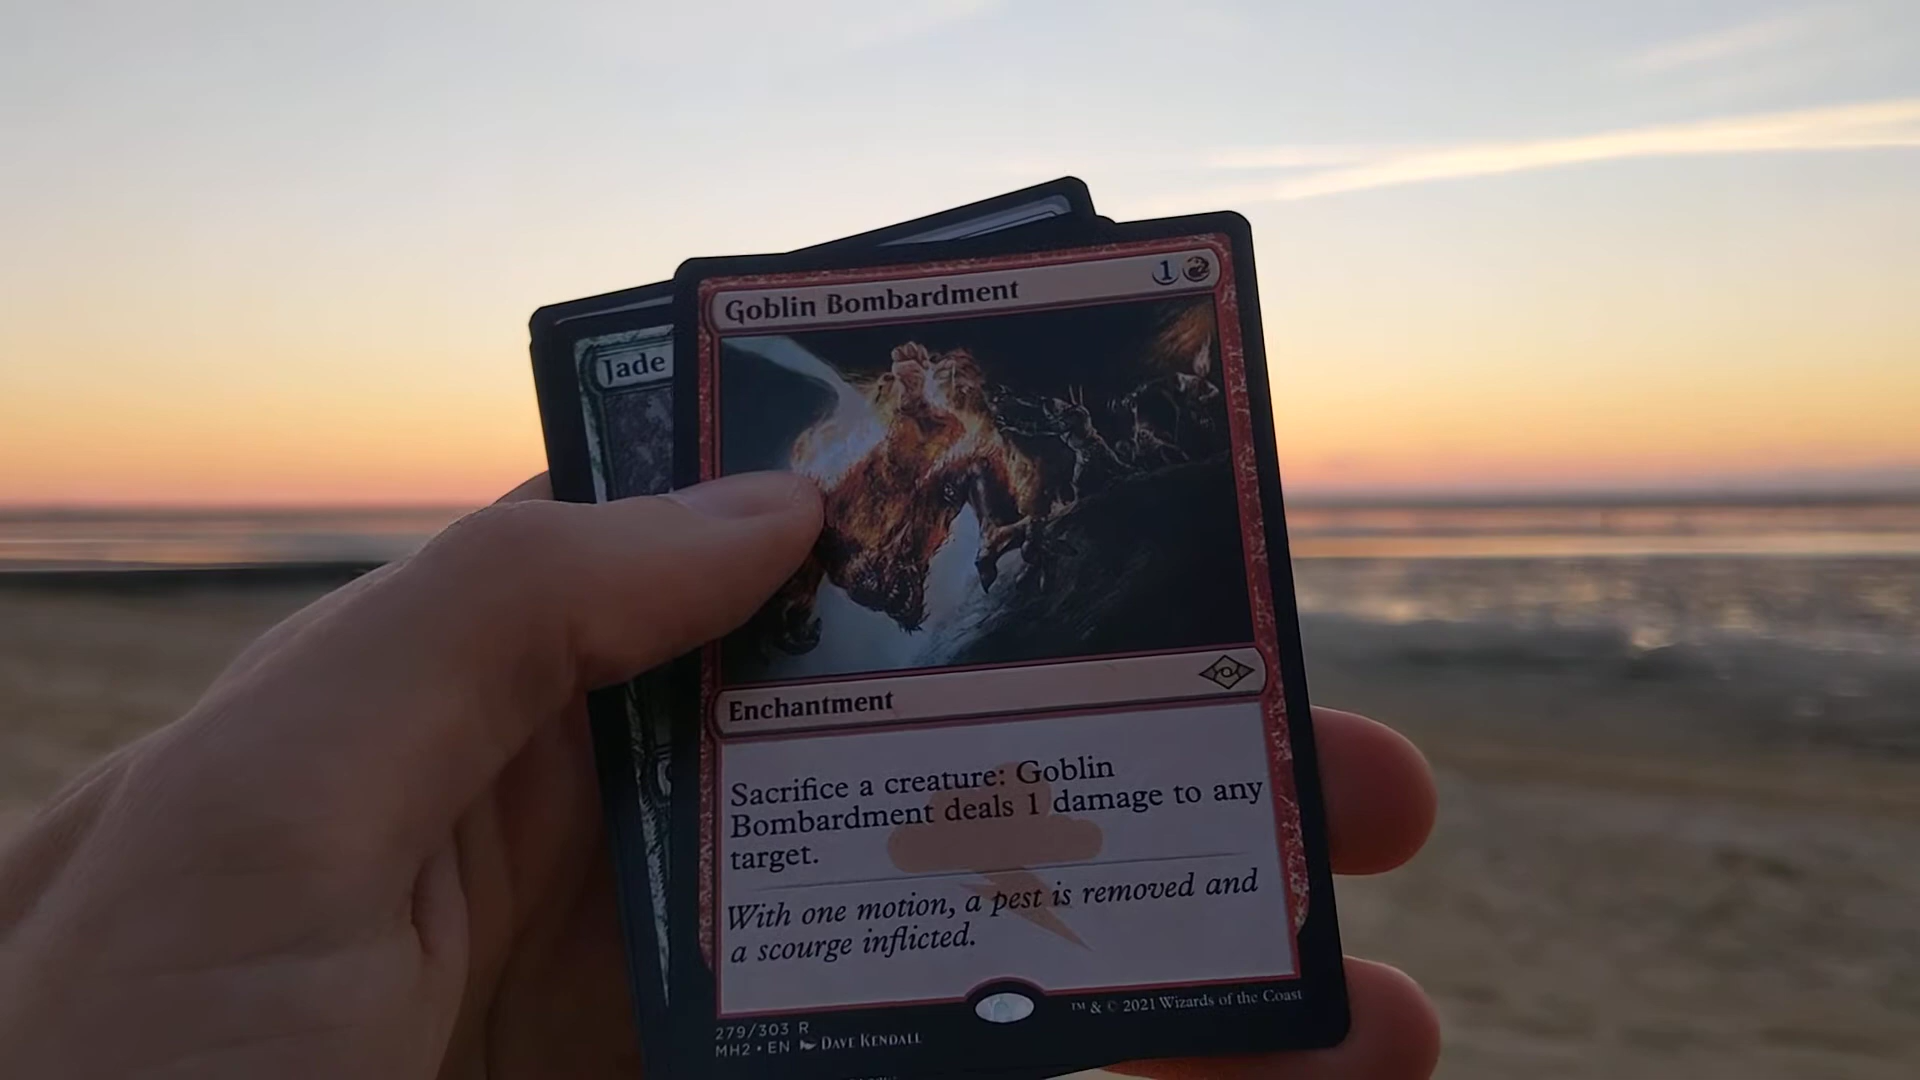 Goblin Bombardment
1
Jade
Enchantment
Sacrifice a creature: Goblin
Bombardment deals 1 damage to any
target.
With one motion, a pest is removed and
a scourge inflicted.
279/303 R
MH2 • EN DAVE KENDALL
™ & © 2021 Wizards of the Coast